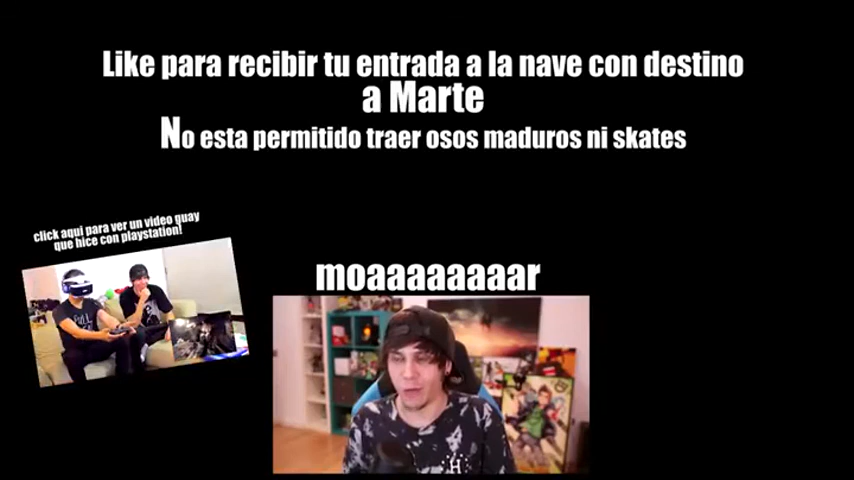 Like para recibir tu entrada a la nave con destino
a Marte
No esta permitido traer osos maduros ni skates
click aqui para ver un video guay
que hice con playstation!
moaaaaaaaar